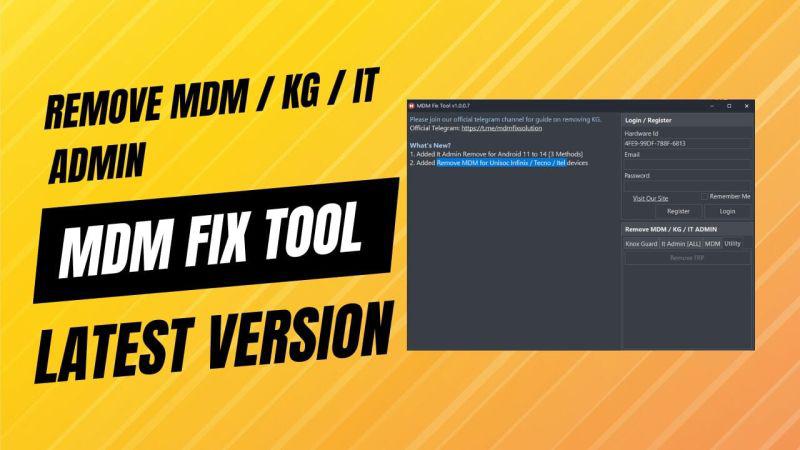 REMOVE MDM / KG / IT
ADMIN
MDM FIX TOOL
LATEST VERSION
MDM Fix Tool v1.0.0.7
Please join our official telegram channel for guide on removing KG.
Official Telegram: https://t.me/mdmfixsolution
What's New?
1. Added It Admin Remove for Android 11 to 14 [3 Methods]
2. Added Remove MDM for Unisoc Infinix / Tecno / Itel devices
Login / Register
Hardware Id
4FE9-99DF-7B8F-6813
Email
Password
Visit Our Site
Remember Me
Register
Login
Remove MDM / KG / IT ADMIN
Knox Guard It Admin [ALL] MDM Utility
Remove FRP